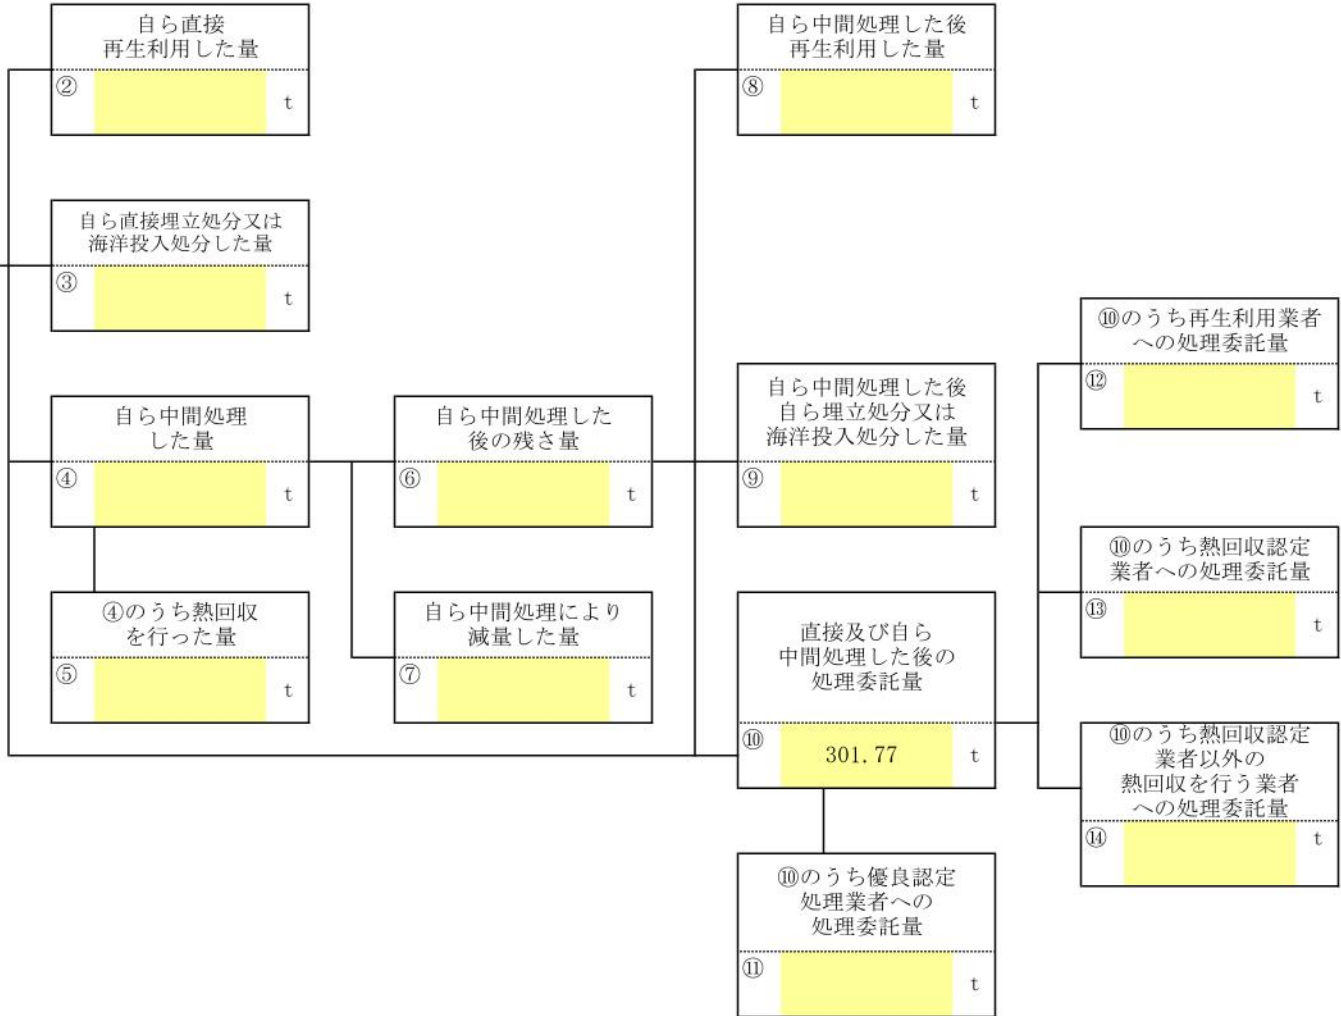 自ら直接
再生利用した量
②
t
自ら中間処理した後
再生利用した量
⑧
t
自ら直接埋立処分又は
海洋投入処分した量
③
t
⑩のうち再生利用業者
への処理委託量
⑫
t
自ら中間処理
した量
④
t
自ら中間処理した
後の残さ量
⑥
t
自ら中間処理した後
自ら埋立処分又は
海洋投入処分した量
⑨
t
⑩のうち熱回収認定
業者への処理委託量
⑬
t
④のうち熱回収
を行った量
⑤
t
自ら中間処理により
減量した量
⑦
t
直接及び自ら
中間処理した後の
処理委託量
⑩
301.77
t
⑩のうち熱回収認定
業者以外の
熱回収を行う業者
への処理委託量
⑭
t
⑩のうち優良認定
処理業者への
処理委託量
⑪
t